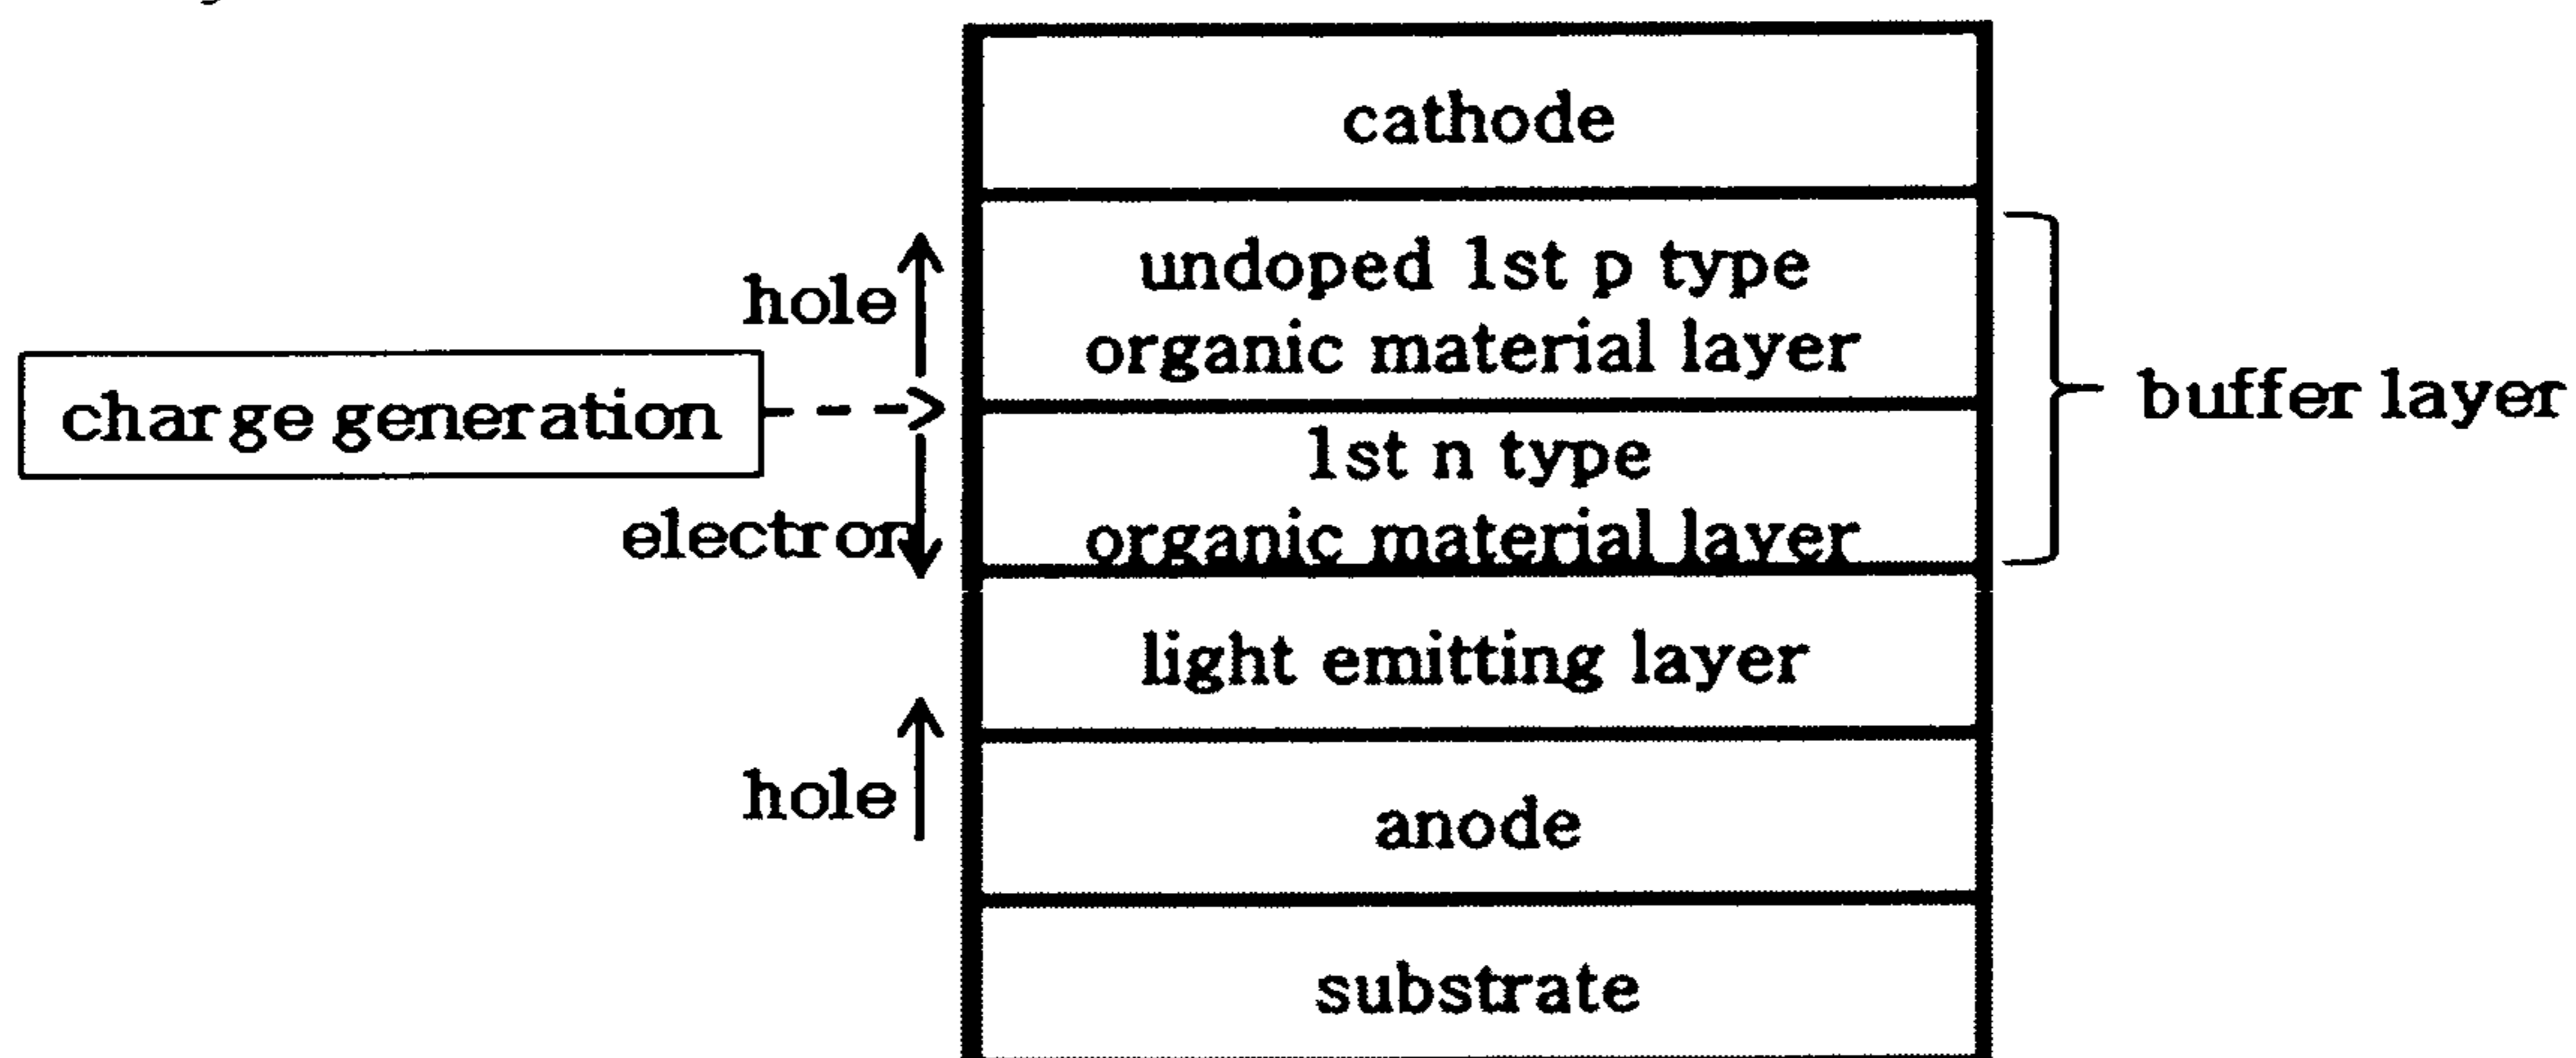 cathode
undoped 1st p type
organic material layer
hole
charge generation
buffer layer
1st n type
organic material layer
electron
light emitting layer
hole
anode
substrate